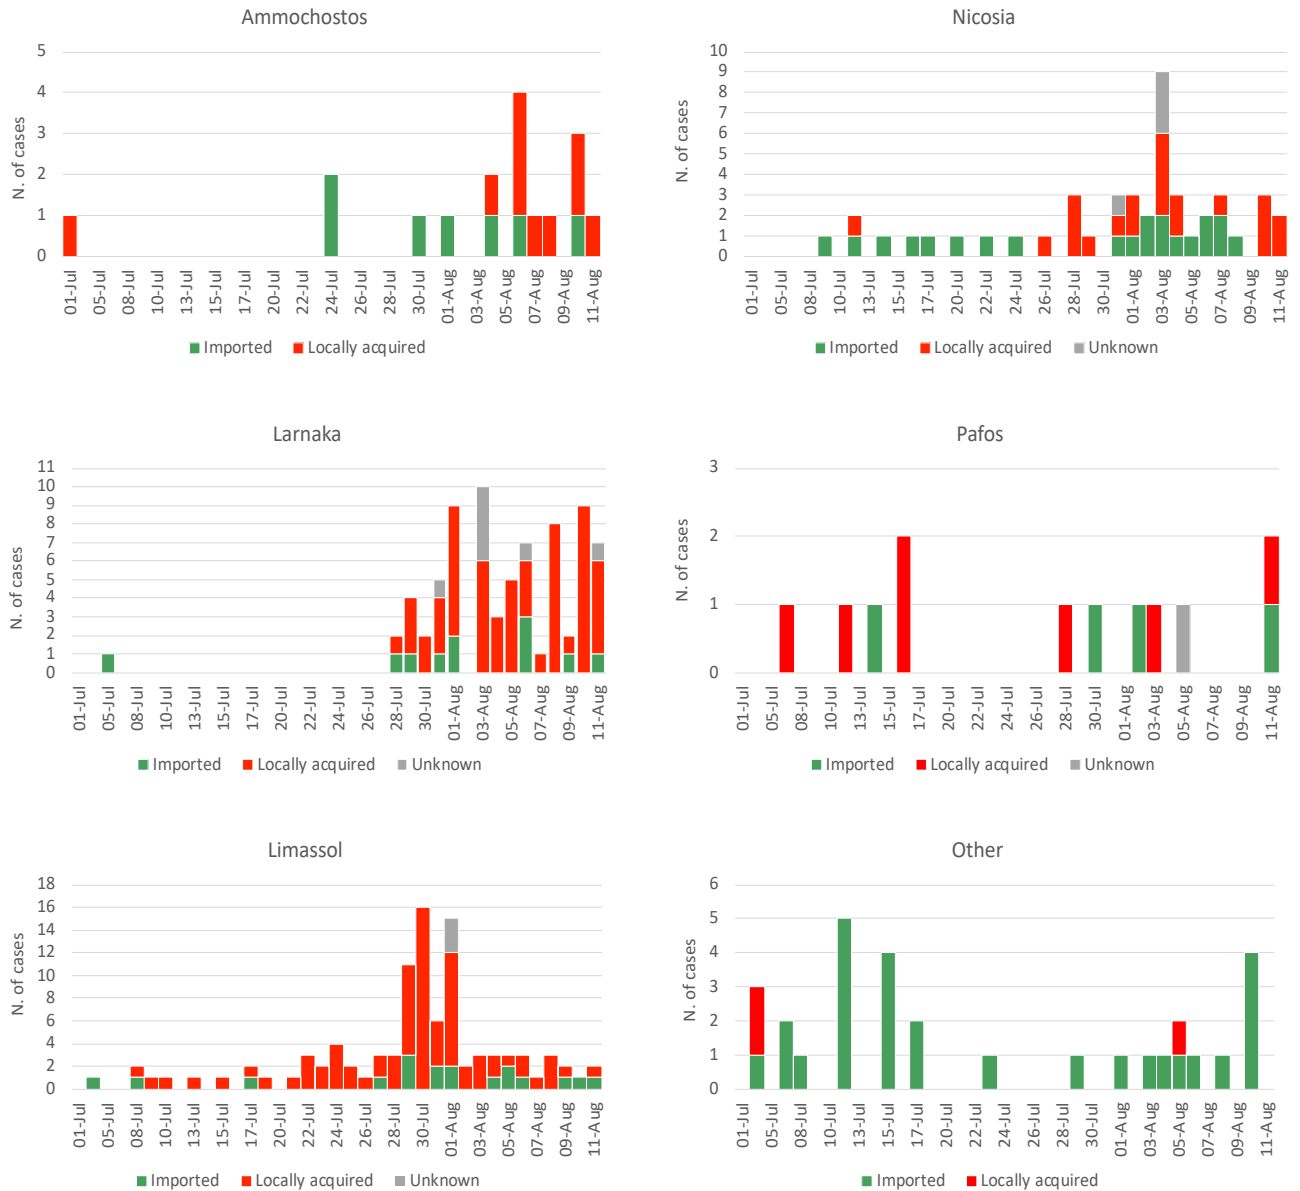 Ammochostos
N. of cases
5
4
3
2
1
0
01-Jul 05-Jul 08-Jul 10-Jul 13-Jul 15-Jul 17-Jul 20-Jul 22-Jul 24-Jul 26-Jul 28-Jul 30-Jul 01-Aug 03-Aug 05-Aug 07-Aug 09-Aug 11-Aug
Imported Locally acquired
Nicosia
N. of cases
10
9
8
7
6
5
4
3
2
1
0
01-Jul 05-Jul 08-Jul 10-Jul 13-Jul 15-Jul 17-Jul 20-Jul 22-Jul 24-Jul 26-Jul 28-Jul 30-Jul 01-Aug 03-Aug 05-Aug 07-Aug 09-Aug 11-Aug
Imported Locally acquired Unknown
Larnaka
N. of cases
11
10
9
8
7
6
5
4
3
2
1
0
01-Jul 05-Jul 08-Jul 10-Jul 13-Jul 15-Jul 17-Jul 20-Jul 22-Jul 24-Jul 26-Jul 28-Jul 30-Jul 01-Aug 03-Aug 05-Aug 07-Aug 09-Aug 11-Aug
Imported Locally acquired Unknown
Pafos
N. of cases
3
2
1
0
01-Jul 05-Jul 08-Jul 11-Jul 13-Jul 15-Jul 17-Jul 20-Jul 22-Jul 24-Jul 26-Jul 28-Jul 30-Jul 01-Aug 03-Aug 05-Aug 07-Aug 09-Aug 11-Aug
Imported Locally acquired Unknown
Limassol
N. of cases
18
16
14
12
10
8
6
4
2
0
01-Jul 05-Jul 08-Jul 10-Jul 13-Jul 15-Jul 17-Jul 20-Jul 22-Jul 24-Jul 26-Jul 28-Jul 30-Jul 01-Aug 03-Aug 05-Aug 07-Aug 09-Aug 11-Aug
Imported Locally acquired Unknown
Other
N. of cases
6
5
4
3
2
1
0
01-Jul 05-Jul 08-Jul 10-Jul 13-Jul 15-Jul 17-Jul 20-Jul 22-Jul 24-Jul 26-Jul 28-Jul 30-Jul 01-Aug 03-Aug 05-Aug 07-Aug 09-Aug 11-Aug
Imported Locally acquired